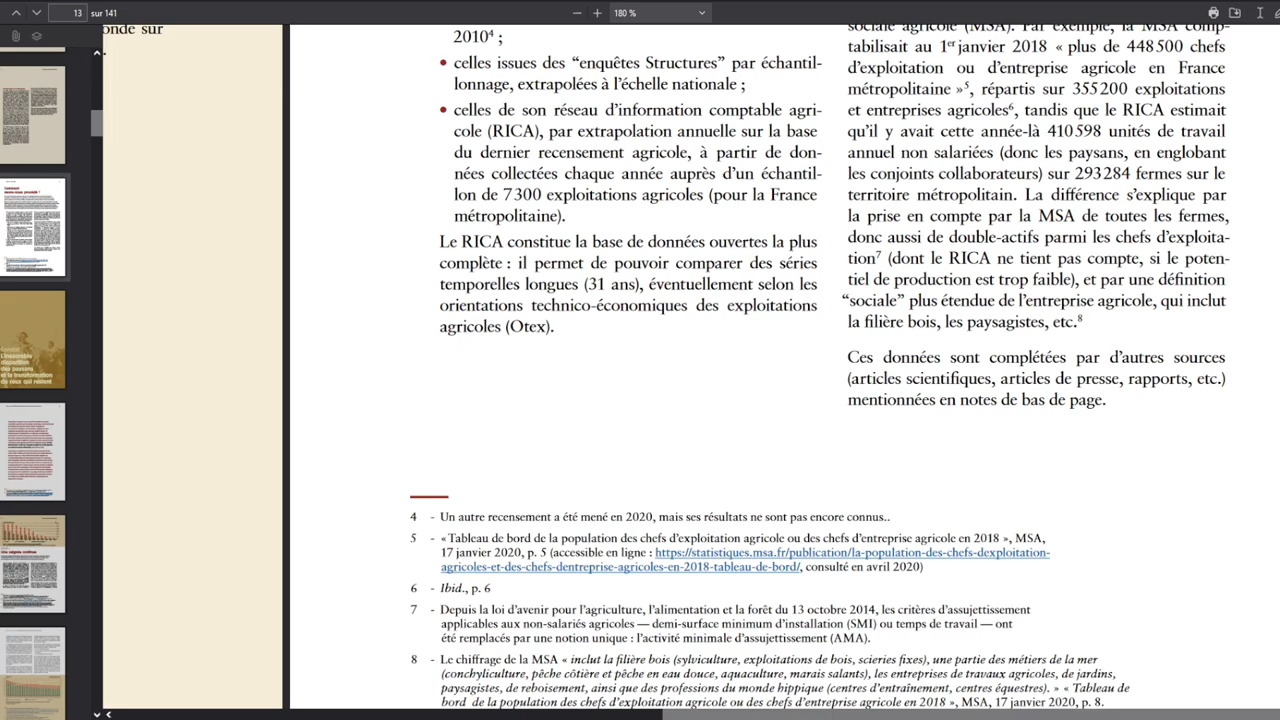 13 sur 141
180 %
onde sur
.
2010⁴ ;
• celles issues des “enquêtes Structures” par échantil-
lonnage, extrapolées à l’échelle nationale ;
• celles de son réseau d’information comptable agri-
cole (RICA), par extrapolation annuelle sur la base
du dernier recensement agricole, à partir de don-
nées collectées chaque année auprès d’un échantil-
lon de 7 300 exploitations agricoles (pour la France
métropolitaine).
Le RICA constitue la base de données ouvertes la plus
complète : il permet de pouvoir comparer des séries
temporelles longues (31 ans), éventuellement selon les
orientations technico-économiques des exploitations
agricoles (Otex).
sociale agricole (MSA). Par exemple, la MSA comp-
tabilisait au 1er janvier 2018 « plus de 448 500 chefs
d’exploitation ou d’entreprise agricole en France
métropolitaine »⁵, répartis sur 355 200 exploitations
et entreprises agricoles⁶, tandis que le RICA estimait
qu’il y avait cette année-là 410 598 unités de travail
annuel non salariées (donc les paysans, en englobant
les conjoints collaborateurs) sur 293 284 fermes sur le
territoire métropolitain. La différence s’explique par
la prise en compte par la MSA de toutes les fermes,
donc aussi de double-actifs parmi les chefs d’exploita-
tion⁷ (dont le RICA ne tient pas compte, si le poten-
tiel de production est trop faible), et par une définition
“sociale” plus étendue de l’entreprise agricole, qui inclut
la filière bois, les paysagistes, etc.⁸
Ces données sont complétées par d’autres sources
(articles scientifiques, articles de presse, rapports, etc.)
mentionnées en notes de bas de page.
4 - Un autre recensement a été mené en 2020, mais ses résultats ne sont pas encore connus..
5 - « Tableau de bord de la population des chefs d’exploitation agricole ou des chefs d’entreprise agricole en 2018 », MSA,
17 janvier 2020, p. 5 (accessible en ligne : https://statistiques.msa.fr/publication/la-population-des-chefs-dexploitation-
agricoles-et-des-chefs-dentreprise-agricoles-en-2018-tableau-de-bord/, consulté en avril 2020)
6 - Ibid., p. 6
7 - Depuis la loi d’avenir pour l’agriculture, l’alimentation et la forêt du 13 octobre 2014, les critères d’assujettissement
applicables aux non-salariés agricoles — demi-surface minimum d’installation (SMI) ou temps de travail — ont
été remplacés par une notion unique : l’activité minimale d’assujettissement (AMA).
8 - Le chiffrage de la MSA « inclut la filière bois (sylviculture, exploitations de bois, scieries fixes), une partie des métiers de la mer
(conchyliculture, pêche côtière et pêche en eau douce, aquaculture, marais salants), les entreprises de travaux agricoles, de jardins,
paysagistes, de reboisement, ainsi que des professions du monde hippique (centres d’entraînement, centres équestres). » « Tableau de
bord de la population des chefs d’exploitation agricole ou des chefs d’entreprise agricole en 2018 », MSA, 17 janvier 2020, p. 8.